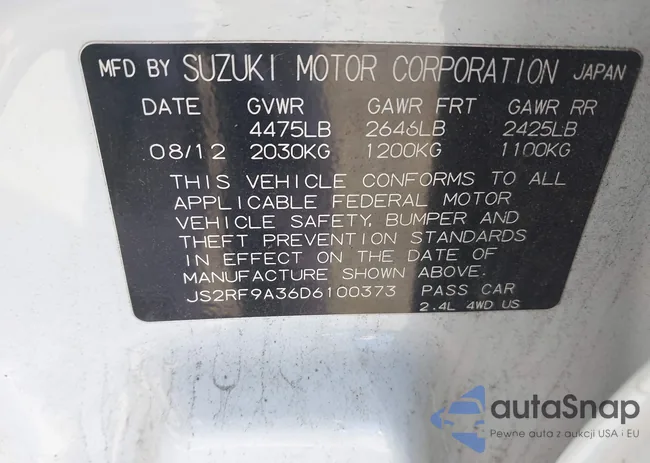 MFD BY SUZUKI MOTOR CORPORATION JAPAN
DATE GVWR GAWR FRT GAWR RR
4475LB 2646LB 2425LB
08/12 2030KG 1200KG 1100KG
THIS VEHICLE CONFORMS TO ALL
APPLICABLE FEDERAL MOTOR
VEHICLE SAFETY, BUMPER AND
THEFT PREVENTION STANDARDS
IN EFFECT ON THE DATE OF
MANUFACTURE SHOWN ABOVE.
JS2RF9A36D6100373 PASS CAR
2.4L 4WD US
autaSnap
Pewne auta z aukcji USA i EU